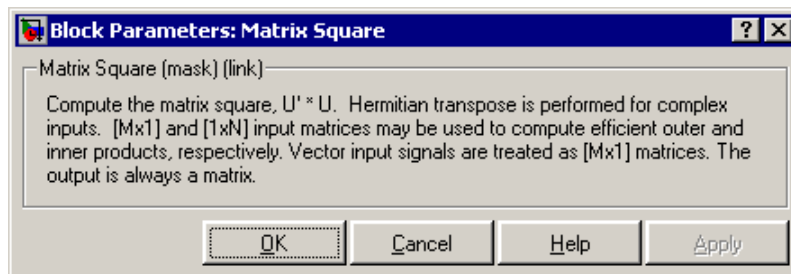 Block Parameters: Matrix Square
Matrix Square (mask) (link)
Compute the matrix square, U' * U. Hermitian transpose is performed for complex
inputs. [Mx1] and [1xN] input matrices may be used to compute efficient outer and
inner products, respectively. Vector input signals are treated as [Mx1] matrices. The
output is always a matrix.
OK Cancel Help Apply